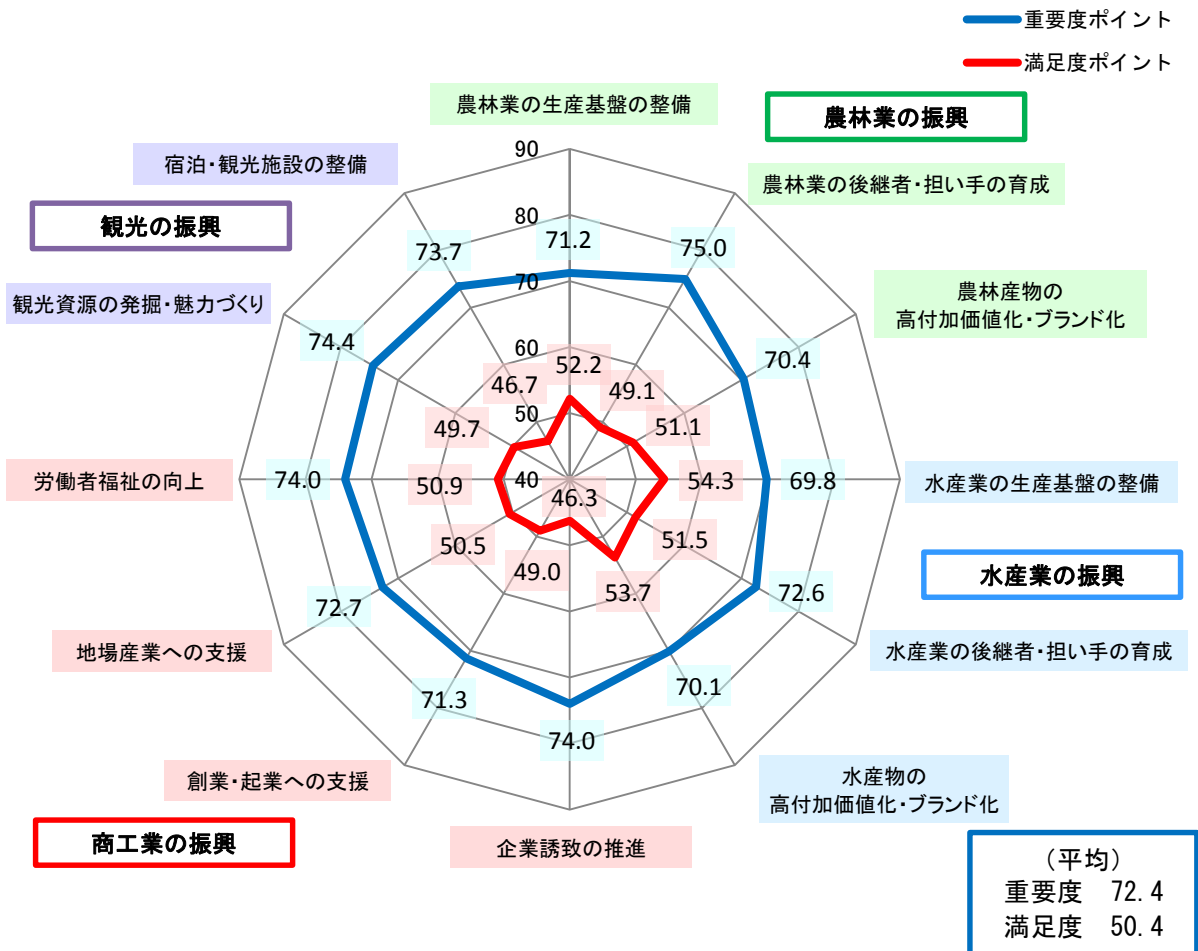 重要度ポイント
満足度ポイント
農林業の生産基盤の整備
農林業の振興
宿泊・観光施設の整備
農林業の後継者・担い手の育成
観光の振興
観光資源の発掘・魅力づくり
農林産物の
高付加価値化・ブランド化
労働者福祉の向上
水産業の生産基盤の整備
水産業の振興
地場産業への支援
水産業の後継者・担い手の育成
創業・起業への支援
水産物の
高付加価値化・ブランド化
商工業の振興
企業誘致の推進
90
80
70
60
50
40
71.2
75.0
70.4
69.8
72.6
70.1
74.0
71.3
72.7
74.0
74.4
73.7
52.2
49.1
51.1
54.3
51.5
53.7
46.3
49.0
50.5
50.9
49.7
46.7
（平均）
重要度 72.4
満足度 50.4